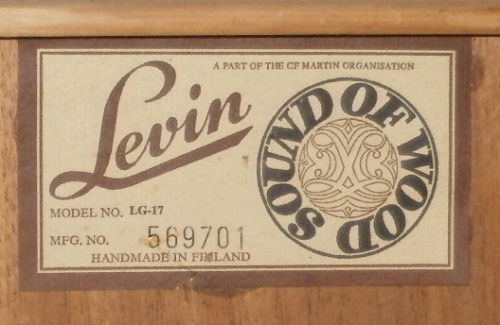 A PART OF THE CF MARTIN ORGANISATION
Levin
SOUND OF WOOD
MODEL NO. LG-17
MFG. NO. 569701
HANDMADE IN FINLAND